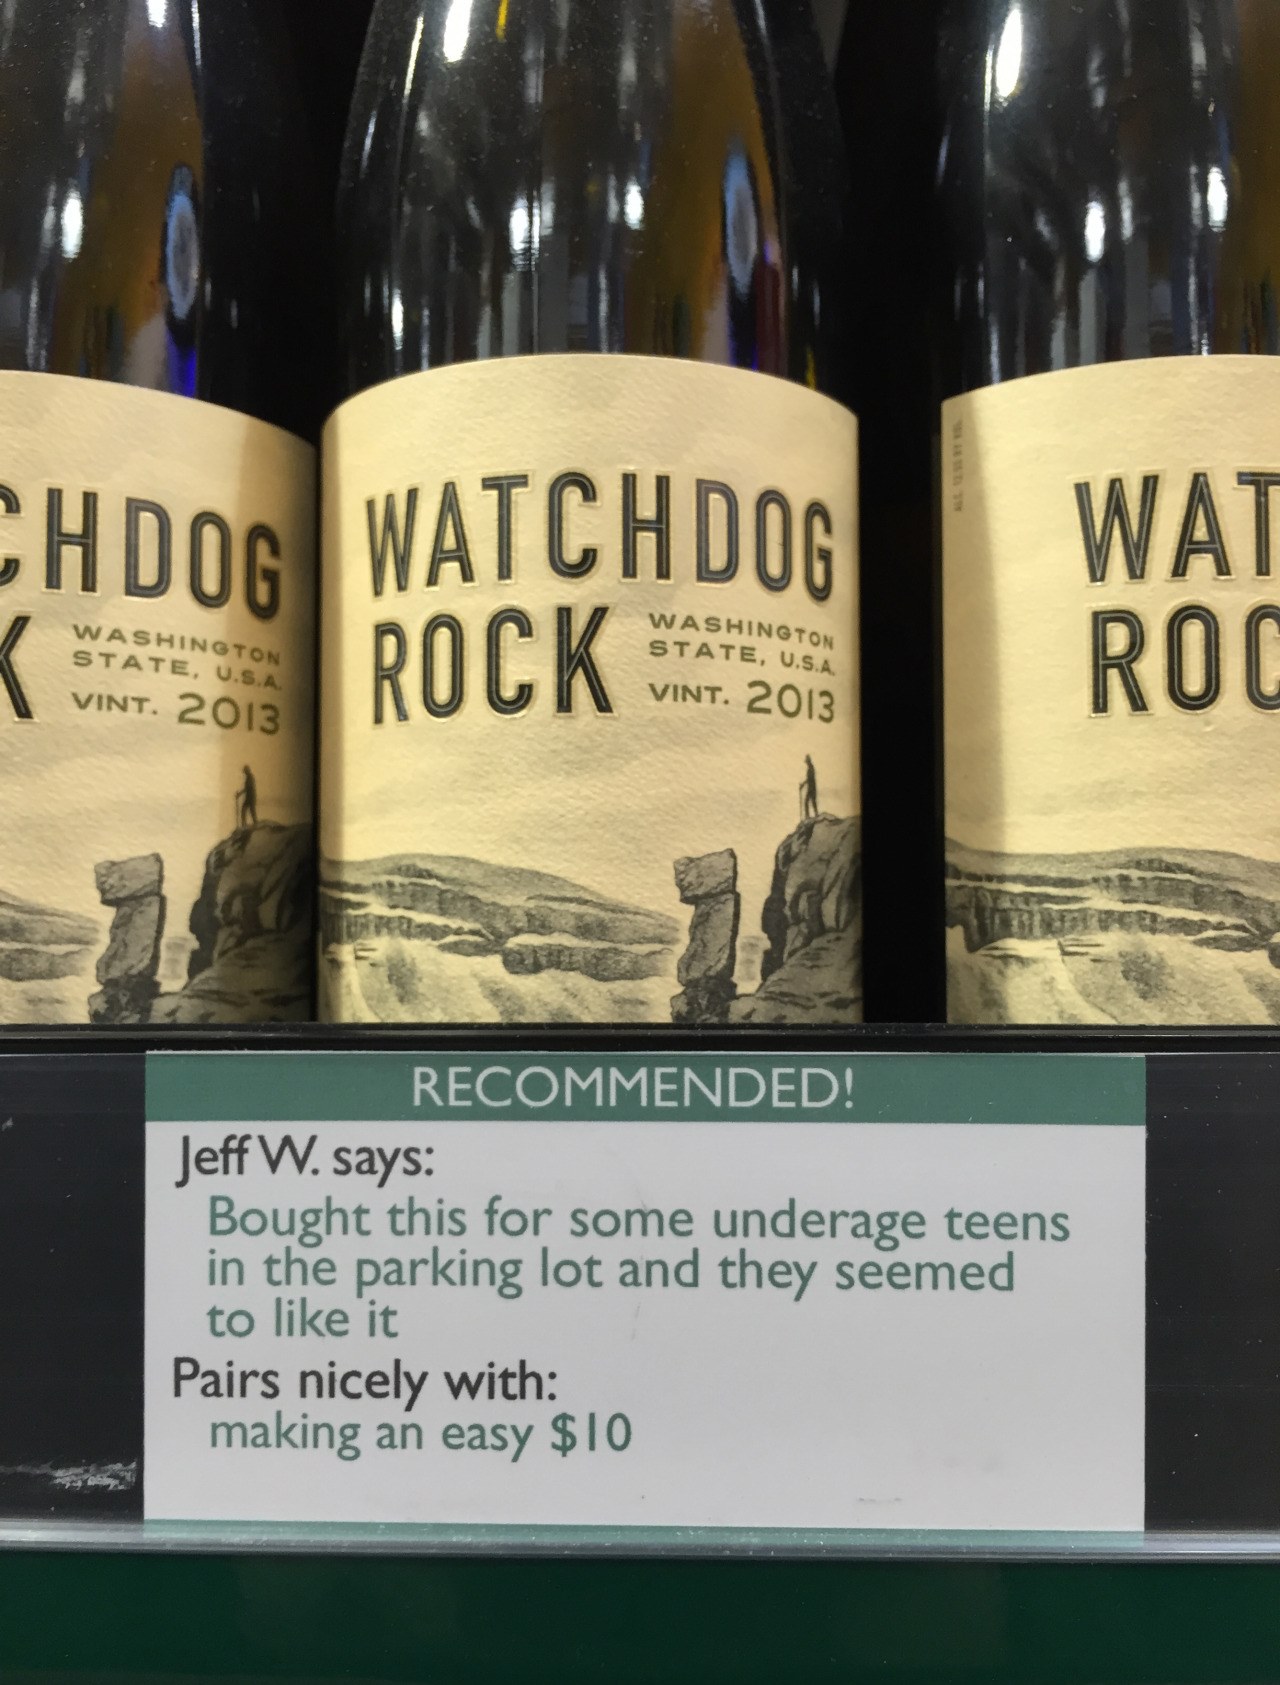 CHDOG
K
WASHINGTON
STATE, U.S.A.
VINT. 2013
WATCHDOG
ROCK
WASHINGTON
STATE, U.S.A.
VINT. 2013
WAT
ROC
RECOMMENDED!
Jeff W. says:
Bought this for some underage teens
in the parking lot and they seemed
to like it
Pairs nicely with:
making an easy $10